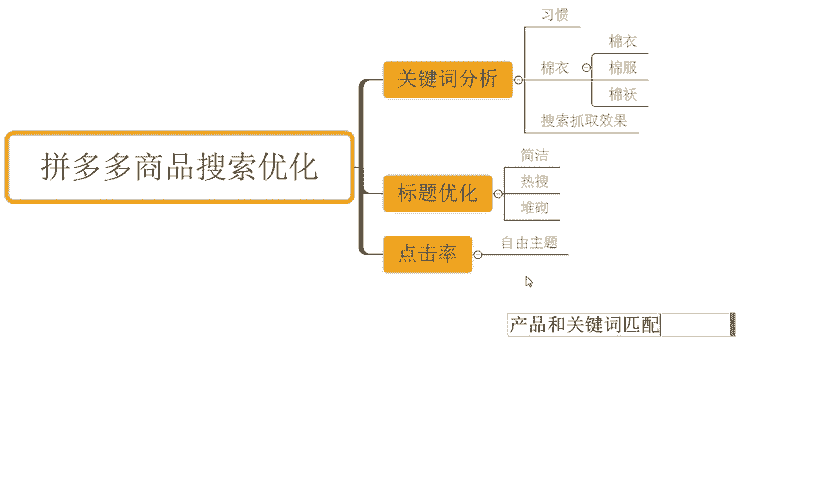 拼多多商品搜索优化
关键词分析
习惯
棉衣
棉衣
棉服
棉袄
搜索抓取效果
标题优化
简洁
热搜
堆砌
点击率
自由主题
产品和关键词匹配